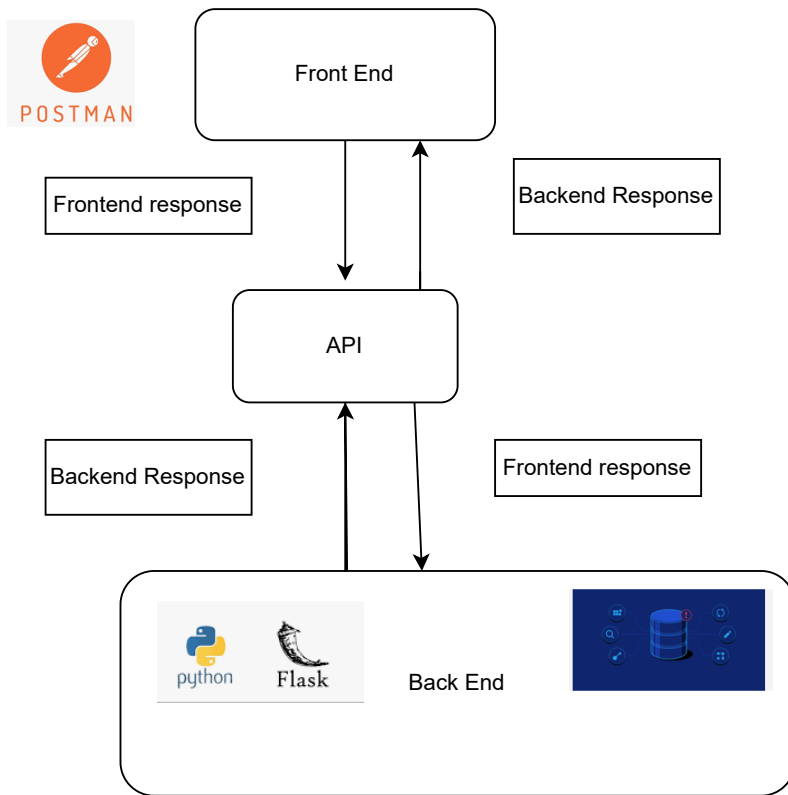 POSTMAN
Front End
Frontend response
Backend Response
API
Backend Response
Frontend response
python
Flask
Back End